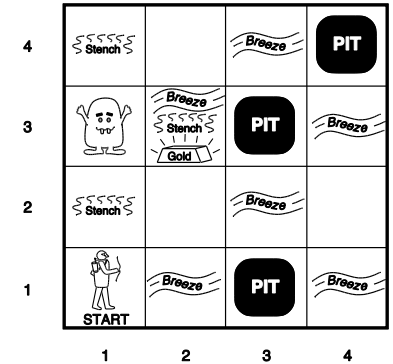 4
Stench
Breeze
PIT
3
Breeze
Stench
Gold
PIT
Breeze
2
Stench
Breeze
1
START
Breeze
PIT
Breeze
1 2 3 4